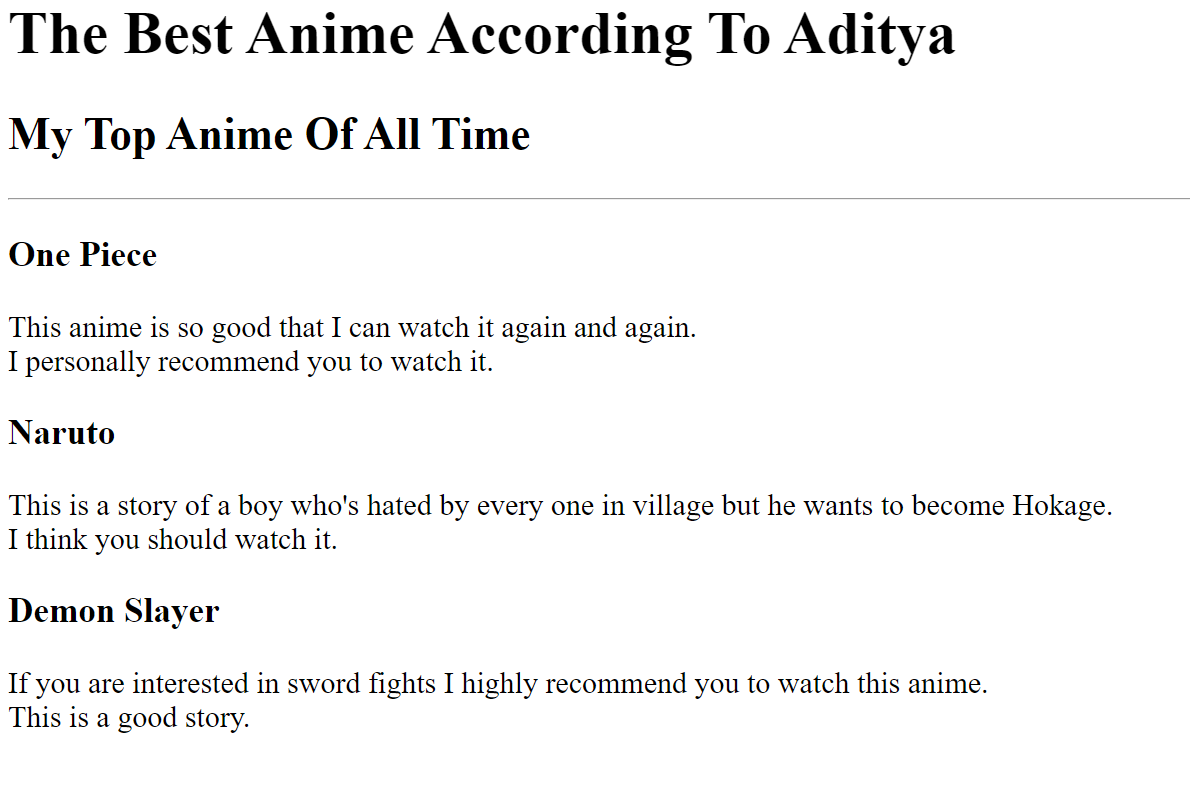 The Best Anime According To Aditya
My Top Anime Of All Time
One Piece
This anime is so good that I can watch it again and again.
I personally recommend you to watch it.
Naruto
This is a story of a boy who's hated by every one in village but he wants to become Hokage.
I think you should watch it.
Demon Slayer
If you are interested in sword fights I highly recommend you to watch this anime.
This is a good story.